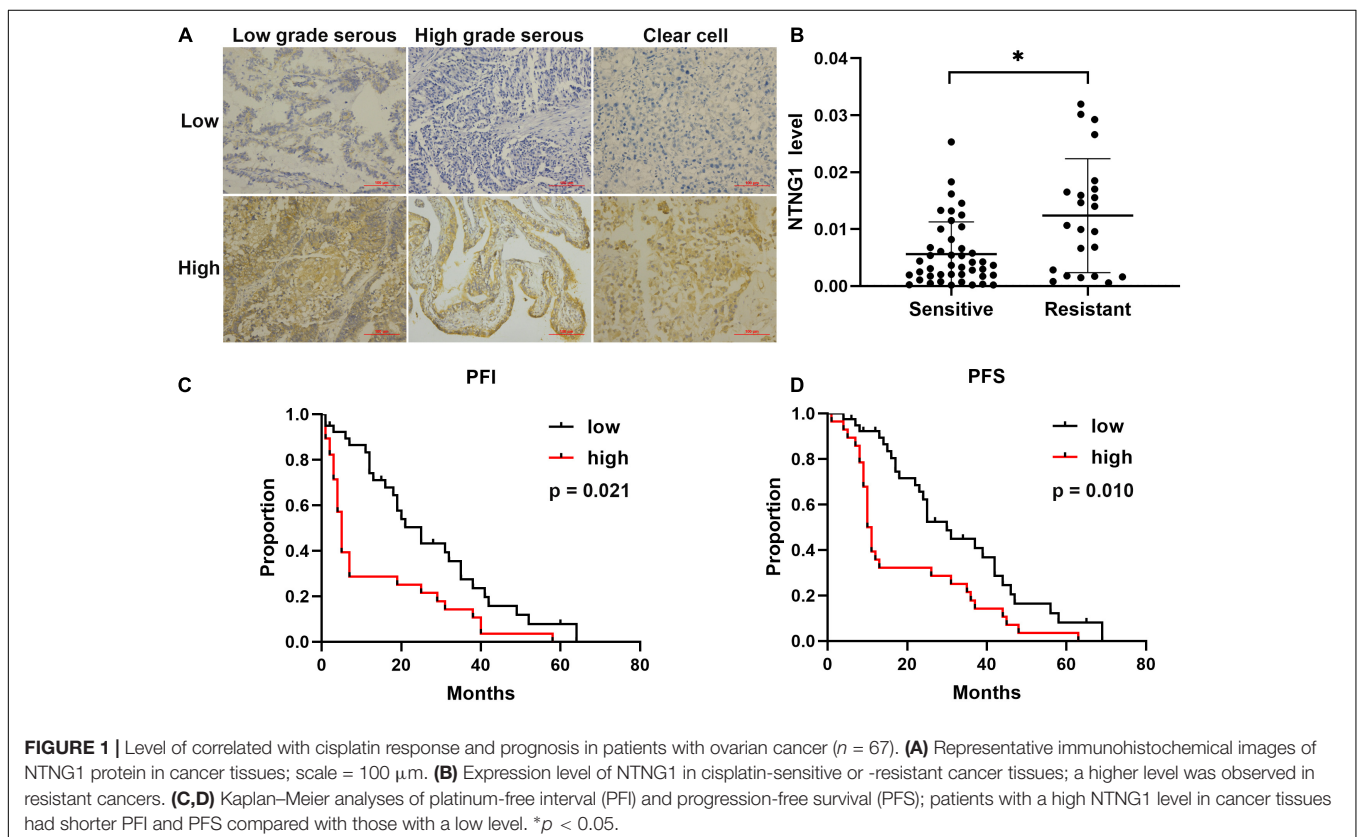 A
Low grade serous High grade serous Clear cell
Low
High
100 μm
B
*
NTNG1 level
0.04
0.03
0.02
0.01
0.00
Sensitive Resistant
C
PFI
low
high
p = 0.021
Proportion
1.0
0.8
0.6
0.4
0.2
0.0
0 20 40 60 80
Months
D
PFS
low
high
p = 0.010
Proportion
1.0
0.8
0.6
0.4
0.2
0.0
0 20 40 60 80
Months
FIGURE 1 | Level of correlated with cisplatin response and prognosis in patients with ovarian cancer (n = 67). (A) Representative immunohistochemical images of
NTNG1 protein in cancer tissues; scale = 100 μm. (B) Expression level of NTNG1 in cisplatin-sensitive or -resistant cancer tissues; a higher level was observed in
resistant cancers. (C,D) Kaplan–Meier analyses of platinum-free interval (PFI) and progression-free survival (PFS); patients with a high NTNG1 level in cancer tissues
had shorter PFI and PFS compared with those with a low level. *p < 0.05.